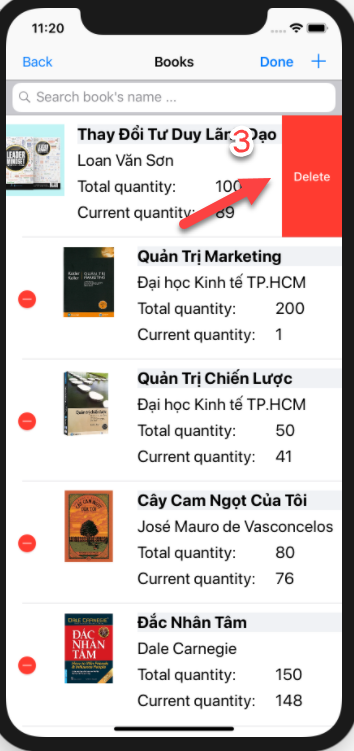 11:20
Back
Books
Done
Search book's name ...
3
Thay Đổi Tư Duy Lãnh Đạo
Loan Văn Sơn
Total quantity: 100
Current quantity: 89
Delete
LEADER
MINDSET
Quản Trị Marketing
Đại học Kinh tế TP.HCM
Total quantity: 200
Current quantity: 1
Quản Trị Chiến Lược
Đại học Kinh tế TP.HCM
Total quantity: 50
Current quantity: 41
Cây Cam Ngọt Của Tôi
José Mauro de Vasconcelos
Total quantity: 80
Current quantity: 76
DALE CARNEGIE
ĐẮC
NHÂN
TÂM
Đắc Nhân Tâm
Dale Carnegie
Total quantity: 150
Current quantity: 148